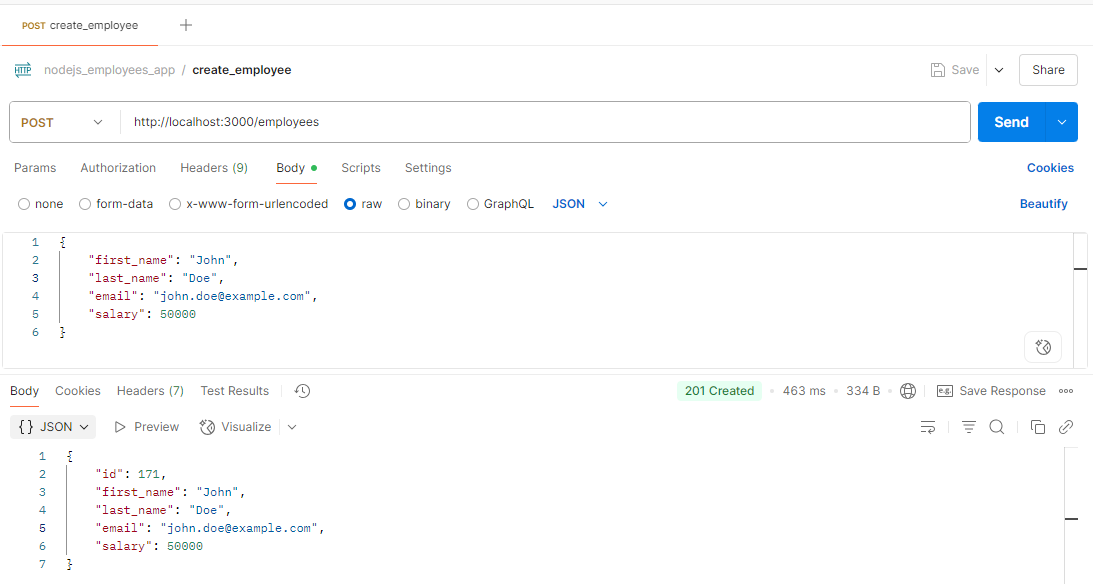 POST create_employee +
HTTP nodejs_employees_app / create_employee Save Share
POST http://localhost:3000/employees Send
Params Authorization Headers (9) Body Scripts Settings Cookies
none form-data x-www-form-urlencoded raw binary GraphQL JSON Beautify
1 {
2 "first_name": "John",
3 "last_name": "Doe",
4 "email": "john.doe@example.com",
5 "salary": 50000
6 }
Body Cookies Headers (7) Test Results 201 Created • 463 ms • 334 B • e.g. Save Response
{} JSON Preview Visualize
1 {
2 "id": 171,
3 "first_name": "John",
4 "last_name": "Doe",
5 "email": "john.doe@example.com",
6 "salary": 50000
7 }